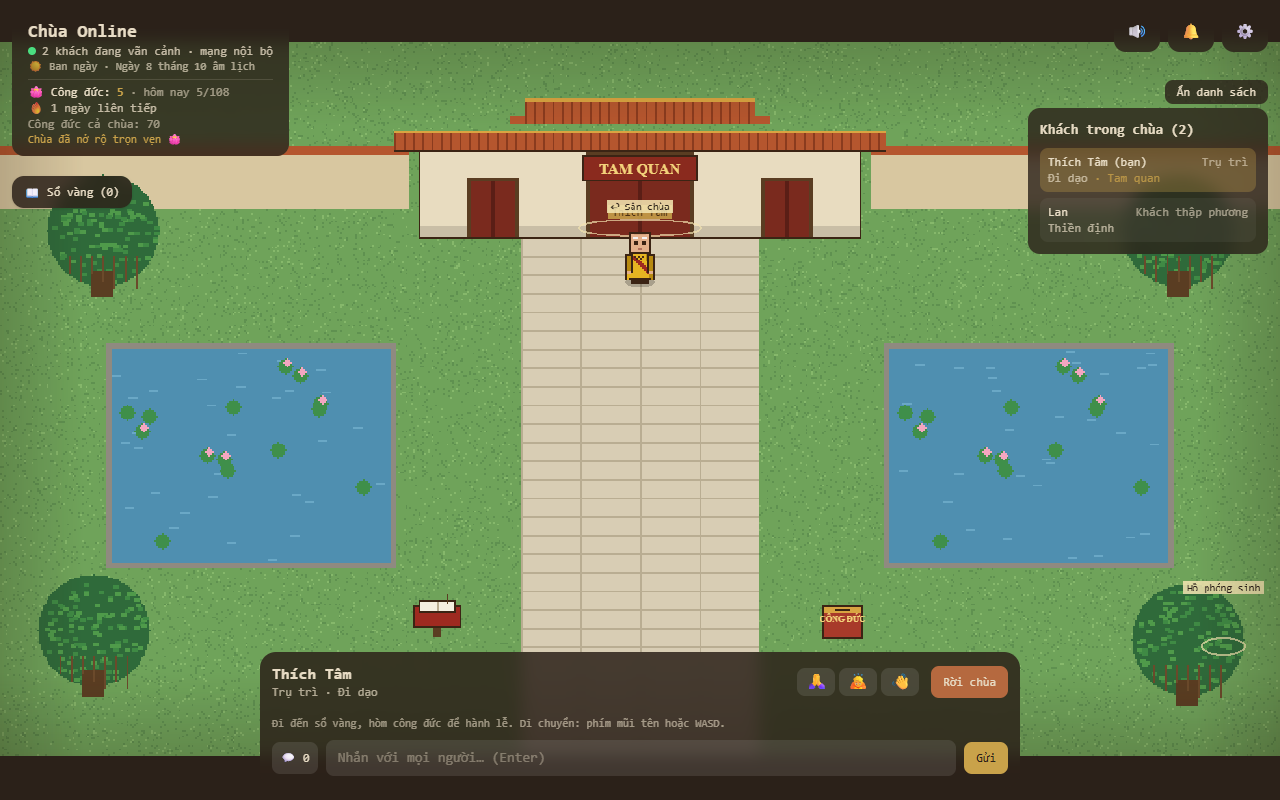 Chùa Online
2 khách đang vãn cảnh · mạng nội bộ
Ban ngày · Ngày 8 tháng 10 âm lịch
Công đức: 5 · hôm nay 5/108
1 ngày liên tiếp
Công đức cả chùa: 70
Chùa đã nở rộ trọn vẹn
Sổ vàng (0)
Ẩn danh sách
Khách trong chùa (2)
Thích Tâm (bạn) Trụ trì
Đi dạo · Tam quan
Lan Khách thập phương
Thiền định
TAM QUAN
↩ Sân chùa
Thích Tâm
Hồ phóng sinh
CÔNG ĐỨC
Thích Tâm
Trụ trì · Đi dạo
Rời chùa
Đi đến sổ vàng, hòm công đức để hành lễ. Di chuyển: phím mũi tên hoặc WASD.
0
Nhắn với mọi người… (Enter)
Gửi